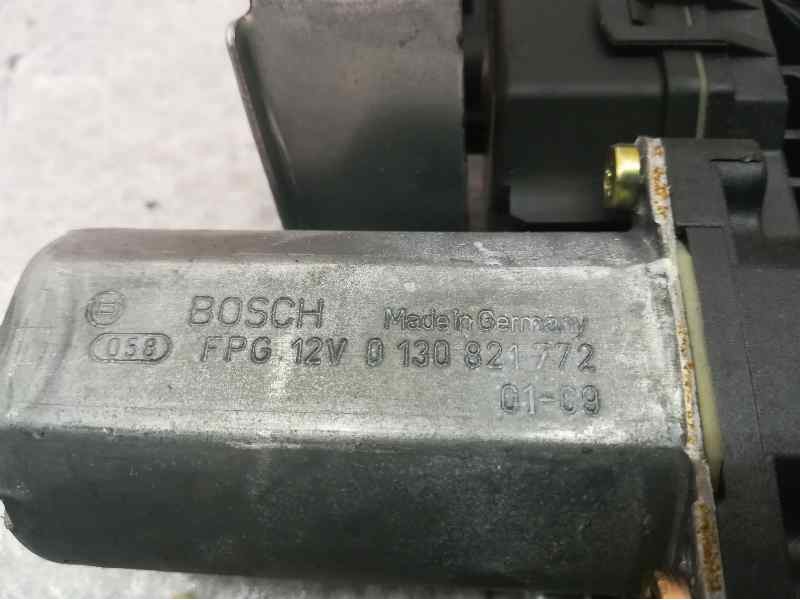 BOSCH Made in Germany
058 FPG 12V 0 130 821 772
01-09